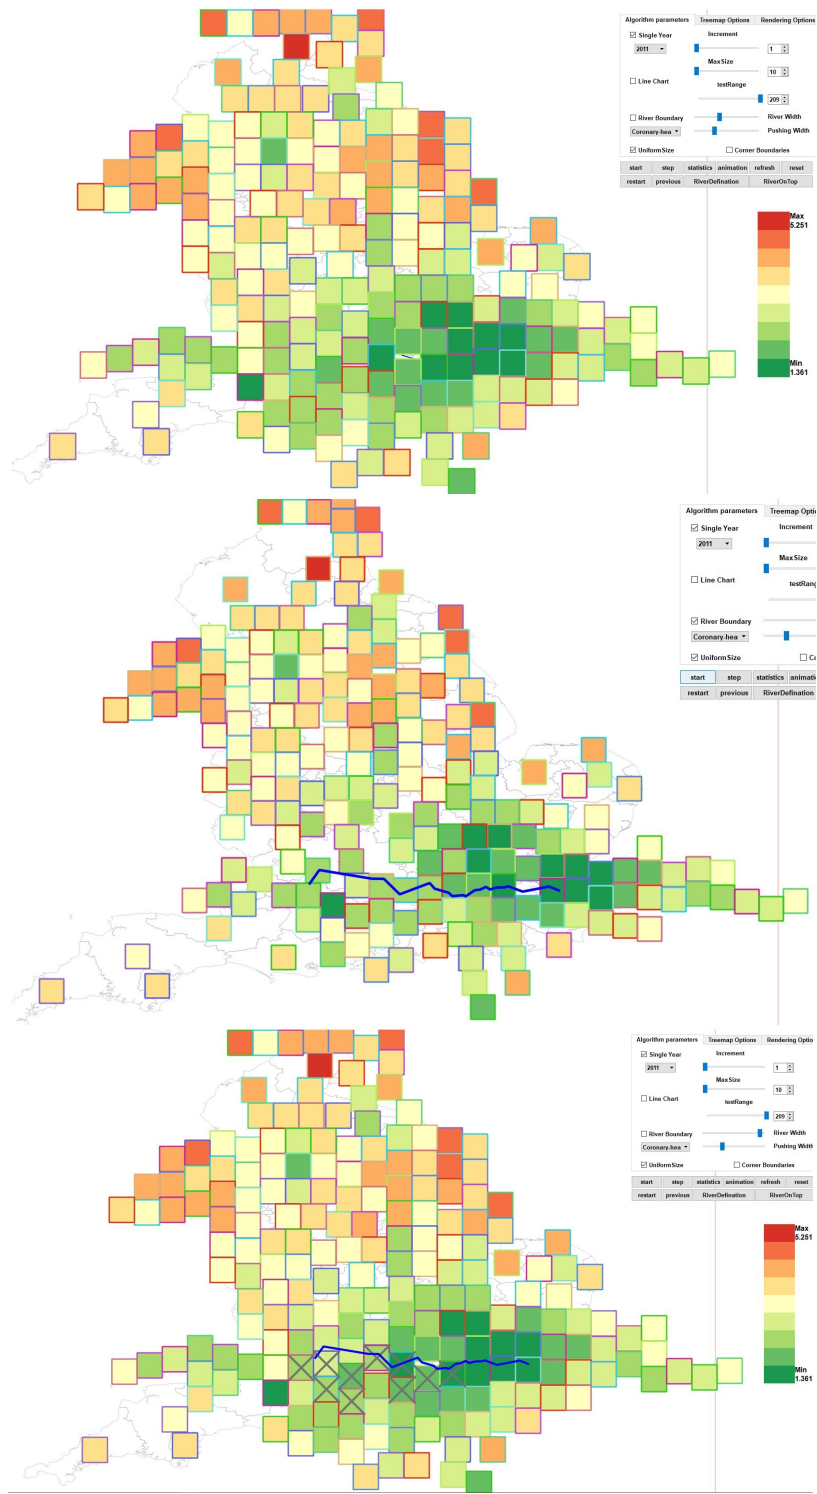 Algorithm parameters Treemap Options Rendering Options
Single Year Increment
2011 1
MaxSize
10
Line Chart testRange
209
River Boundary River Width
Coronary-hea Pushing Width
UniformSize Corner Boundaries
start step statistics animation refresh reset
restart previous RiverDefination RiverOnTop
Max
5.251
Min
1.361
Algorithm parameters Treemap Optio
Single Year Increment
2011
MaxSize
Line Chart testRang
River Boundary
Coronary-hea
UniformSize Co
start step statistics animatic
restart previous RiverDefination
Algorithm parameters Treemap Options Rendering Optio
Single Year Increment
2011 1
MaxSize
10
Line Chart testRange
209
River Boundary River Width
Coronary-hea Pushing Width
UniformSize Corner Boundaries
start step statistics animation refresh reset
restart previous RiverDefination RiverOnTop
Max
5.251
Min
1.361